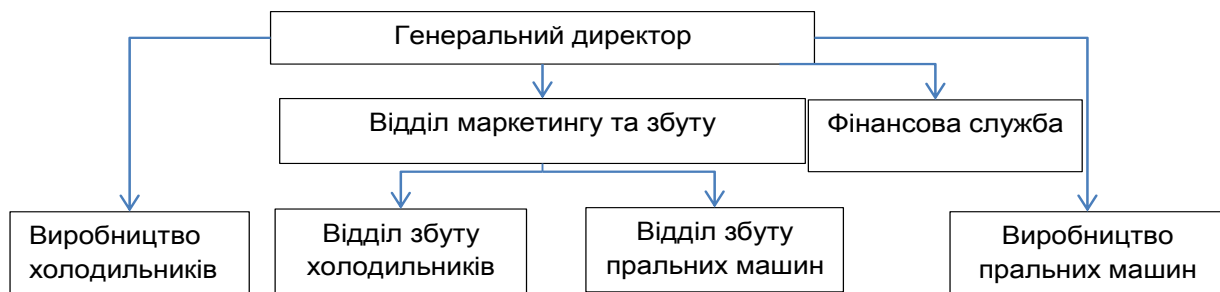 Генеральний директор
Відділ маркетингу та збуту
Фінансова служба
Виробництво
холодильників
Відділ збуту
холодильників
Відділ збуту
пральних машин
Виробництво
пральних машин